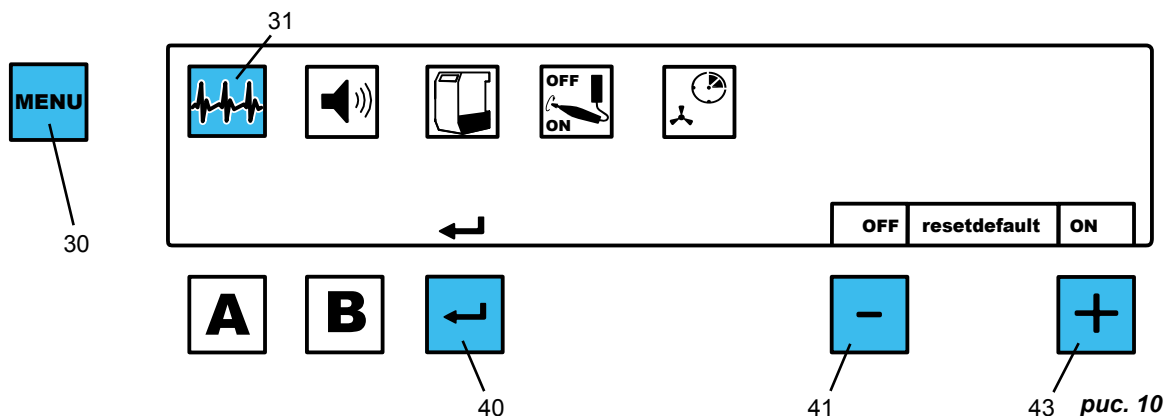 31
MENU
OFF
ON
30
OFF resetdefault ON
A B - +
40 41 43 рис. 10